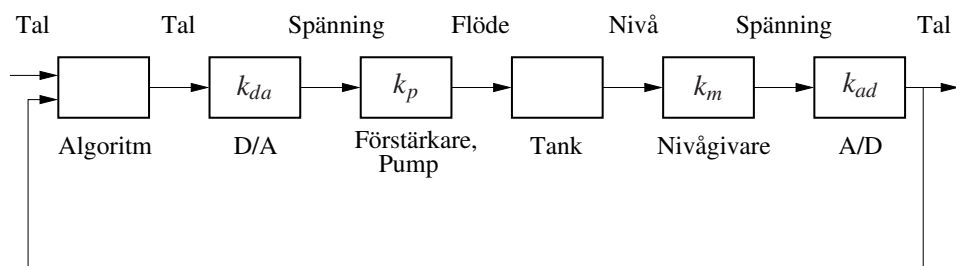 Tal Tal Spänning Flöde Nivå Spänning Tal
k_da k_p k_m k_ad
Algoritm D/A Förstärkare, Tank Nivågivare A/D
Pump